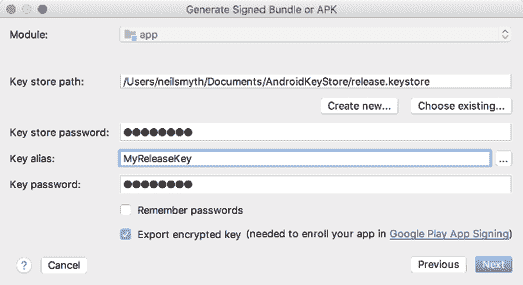 Generate Signed Bundle or APK
Module: app
Key store path: /Users/neilsmyth/Documents/AndroidKeyStore/release.keystore
Create new... Choose existing...
Key store password: ●●●●●●●●
Key alias: MyReleaseKey ...
Key password: ●●●●●●●●
Remember passwords
Export encrypted key (needed to enroll your app in Google Play App Signing)
? Cancel Previous Next